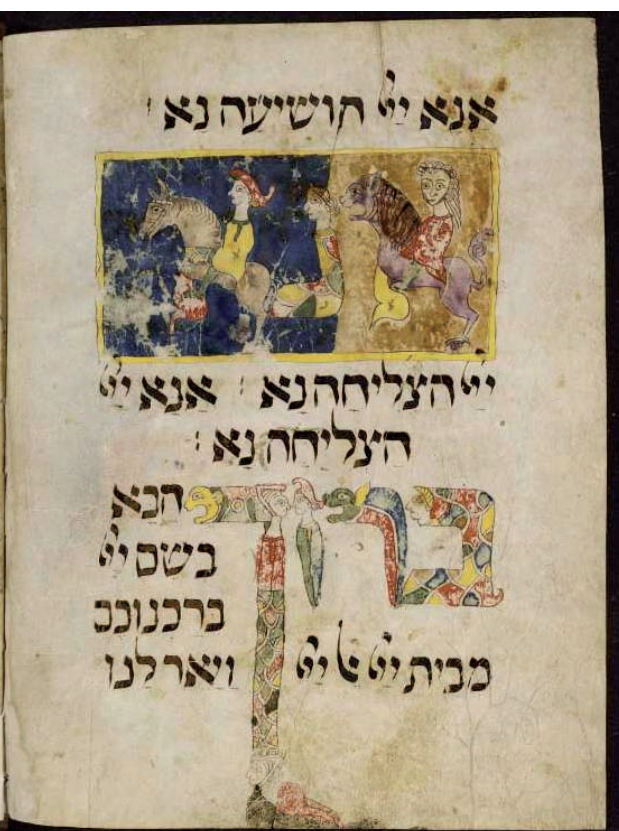 אנא יי תושיעה נא :
יי הצליחה נא : אנא יי
הצליחה נא :
ברוך הבא
בשם יי
ברכנוכם
מבית יי אל יי ויאר לנו